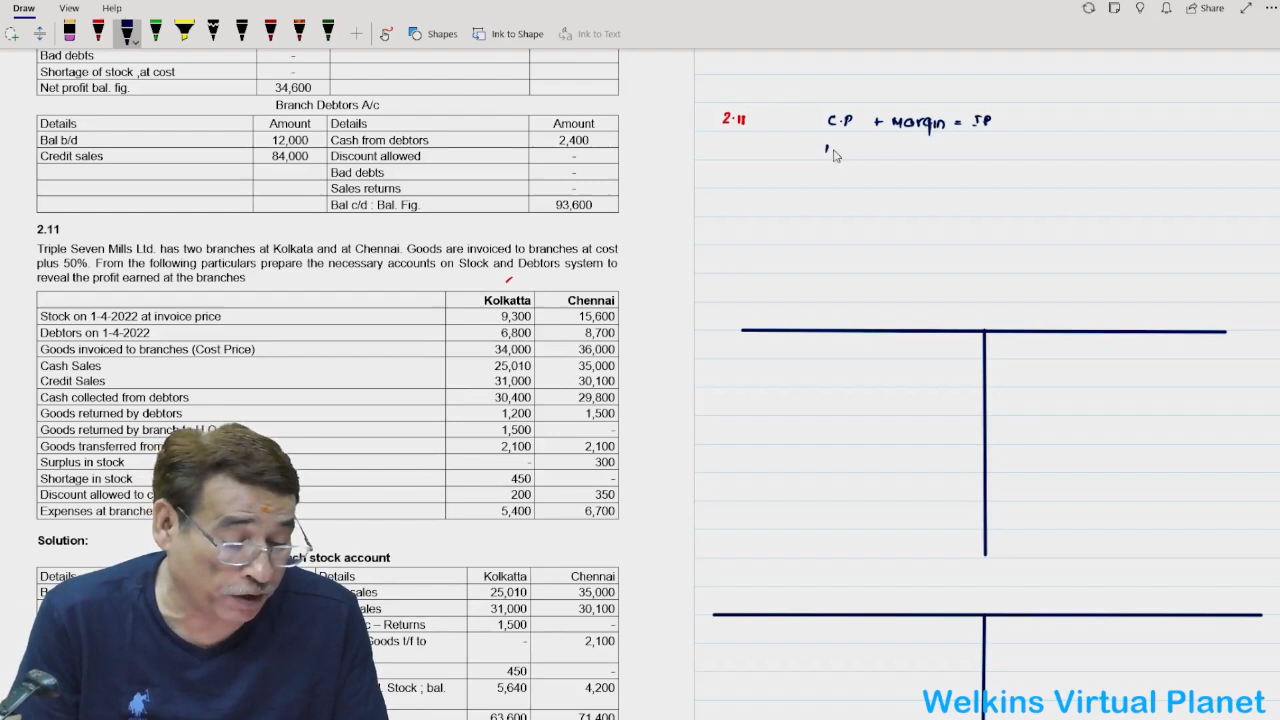 Draw View Help
Share
Shapes Ink to Shape Ink to Text
Bad debts -
Shortage of stock ,at cost -
Net profit bal. fig. 34,600
Branch Debtors A/c
Details Amount Details Amount
Bal b/d 12,000 Cash from debtors 2,400
Credit sales 84,000 Discount allowed -
Bad debts -
Sales returns -
Bal c/d : Bal. Fig. 93,600
2.11
Triple Seven Mills Ltd. has two branches at Kolkata and at Chennai. Goods are invoiced to branches at cost
plus 50%. From the following particulars prepare the necessary accounts on Stock and Debtors system to
reveal the profit earned at the branches
Kolkatta Chennai
Stock on 1-4-2022 at invoice price 9,300 15,600
Debtors on 1-4-2022 6,800 8,700
Goods invoiced to branches (Cost Price) 34,000 36,000
Cash Sales 25,010 35,000
Credit Sales 31,000 30,100
Cash collected from debtors 30,400 29,800
Goods returned by debtors 1,200 1,500
Goods returned by branch 1,500 -
Goods transferred from 2,100 2,100
Surplus in stock - 300
Shortage in stock 450 -
Discount allowed to 200 350
Expenses at 5,400 6,700
Solution:
stock account
Details Kolkatta Chennai
25,010 35,000
31,000 30,100
– Returns 1,500 -
Goods t/f to - 2,100
450 -
Stock ; bal. 5,640 4,200
63,600 71,400
2.11 C.P + Margin = IP
Welkins Virtual Planet